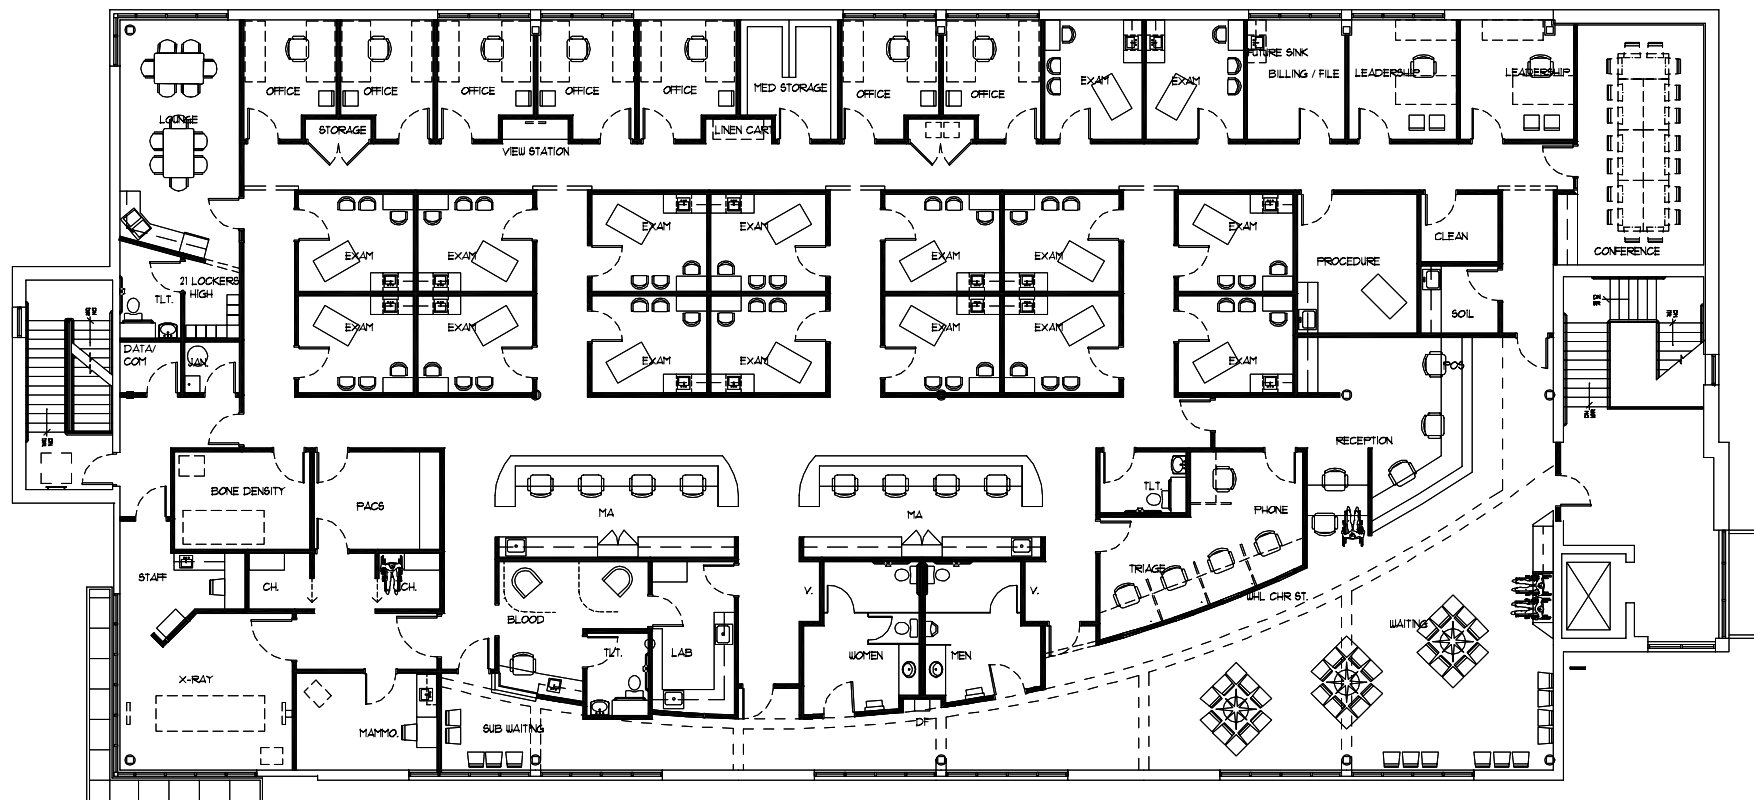 OFFICE
OFFICE
OFFICE
OFFICE
OFFICE
MED STORAGE
OFFICE
OFFICE
EXAM
EXAM
FUTURE SINK
BILLING / FILE
LEADERSHIP
LEADERSHIP
LOUNGE
STORAGE
VIEW STATION
LINEN CART
CONFERENCE
EXAM
EXAM
EXAM
EXAM
EXAM
EXAM
EXAM
PROCEDURE
CLEAN
21 LOCKERS
HIGH
TLT.
SOIL
EXAM
EXAM
EXAM
EXAM
EXAM
EXAM
EXAM
DATA/
COM
JAN.
POS
RECEPTION
BONE DENSITY
PACS
MA
MA
TLT.
PHONE
TRIAGE
STAFF
CH.
CH.
V.
V.
WHL CHR ST.
BLOOD
TLT.
LAB
WOMEN
MEN
WAITING
X-RAY
MAMMO.
SUB WAITING
DF